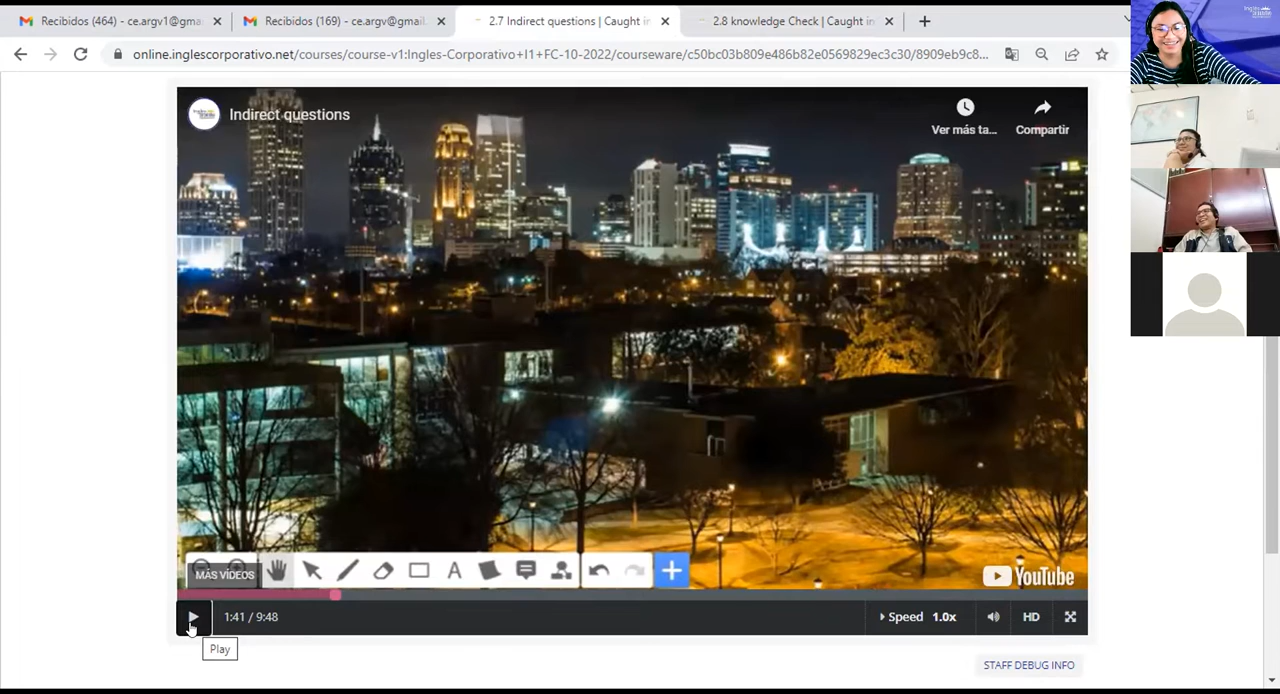 Recibidos (464) - ce.argv1@gma
Recibidos (169) - ce.argv@gmail.
2.7 Indirect questions | Caught in
2.8 knowledge Check | Caught in
online.inglescorporativo.net/courses/course-v1:Ingles-Corporativo+I1+FC-10-2022/courseware/c50bc03b809e486b82e0569829ec3c30/8909eb9c8...
Indirect questions
Ver más ta...
Compartir
MÁS VÍDEOS
YouTube
1:41 / 9:48
Speed 1.0x
HD
Play
STAFF DEBUG INFO